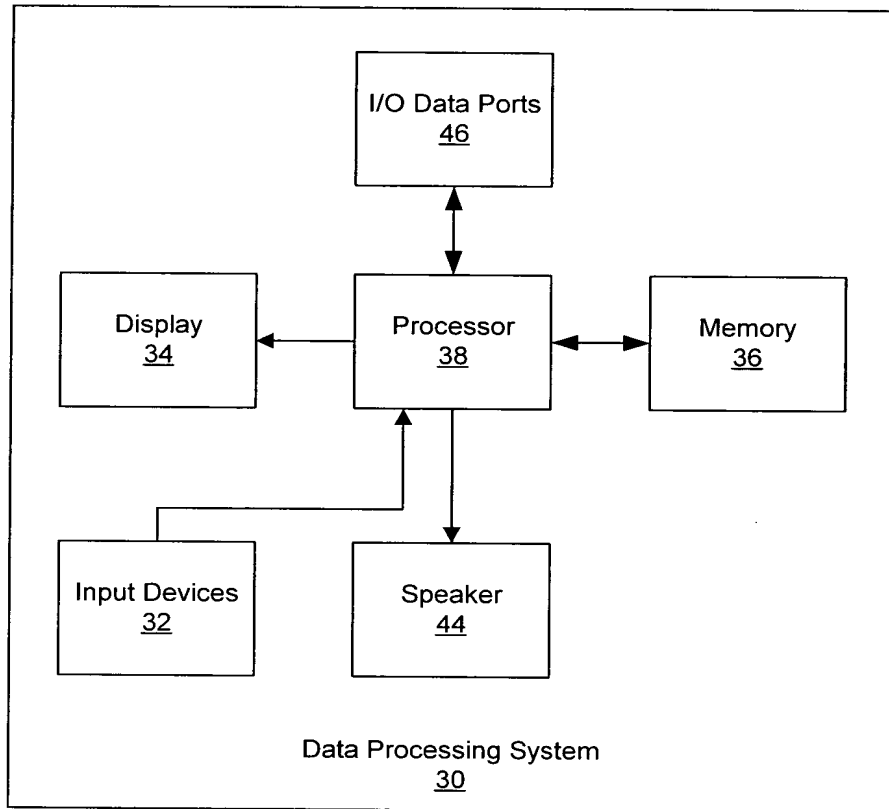 I/O Data Ports
46
Display
34
Processor
38
Memory
36
Input Devices
32
Speaker
44
Data Processing System
30